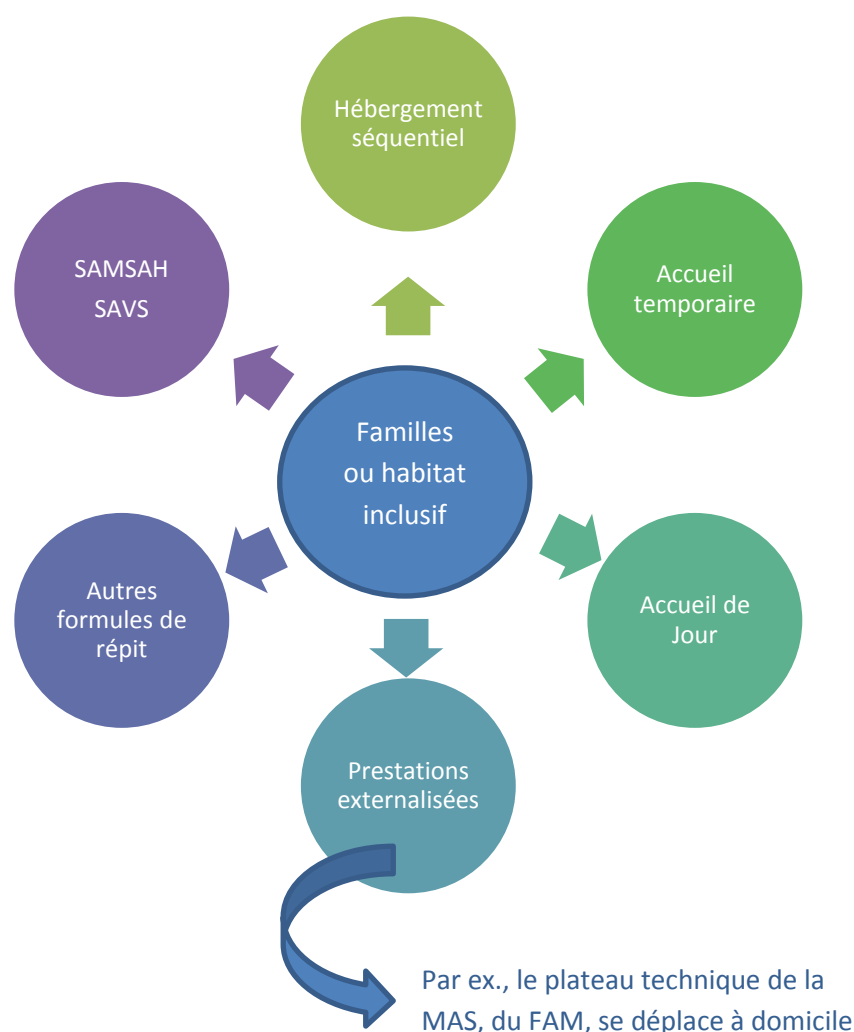 Hébergement
séquentiel
SAMSAH
SAVS
Accueil
temporaire
Familles
ou habitat
inclusif
Autres
formules de
répit
Accueil de
Jour
Prestations
externalisées
Par ex., le plateau technique de la
MAS, du FAM, se déplace à domicile